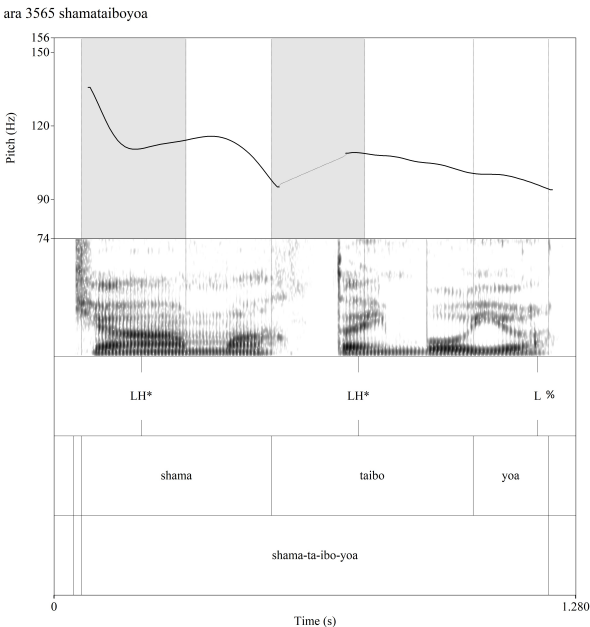 ara 3565 shamataiboyoa
156
150
120
90
74
Pitch (Hz)
LH* LH* L %
shama taibo yoa
shama-ta-ibo-yoa
0 1.280
Time (s)